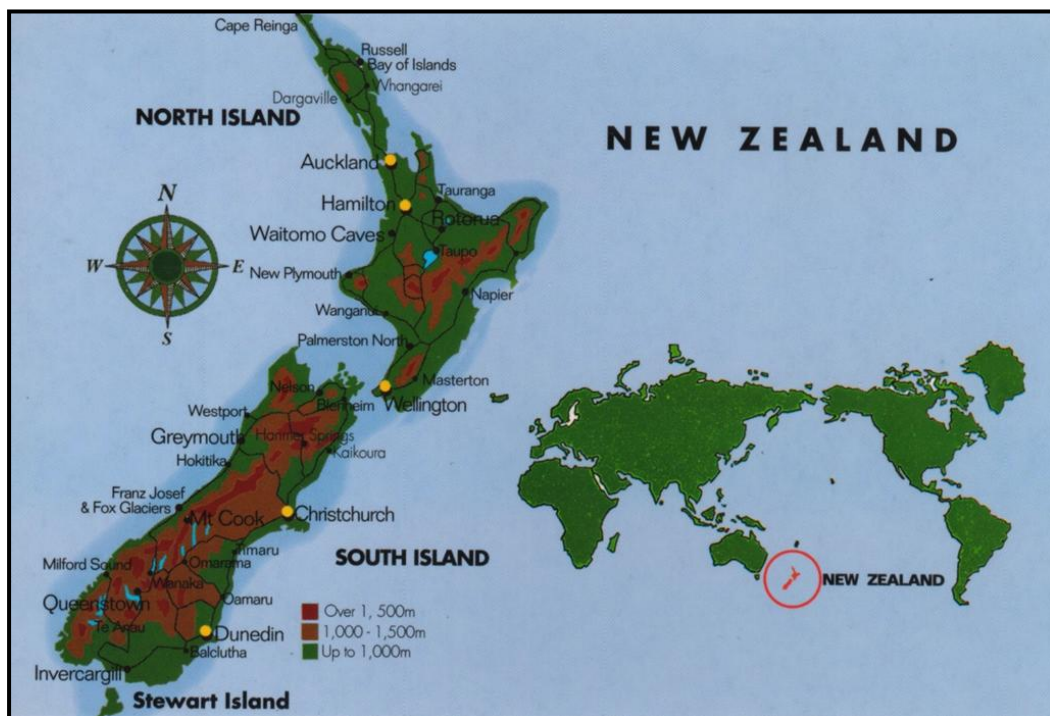 Cape Reinga
Russell
Bay of Islands
Whangarei
Dargaville
NORTH ISLAND
NEW ZEALAND
Auckland
Tauranga
Hamilton
Rotorua
Waitomo Caves
Taupo
N
W
E
S
New Plymouth
Napier
Wanganui
Palmerston North
Masterton
Nelson
Wellington
Blenheim
Westport
Greymouth
Hanmer Springs
Kaikoura
Hokitika
Franz Josef
& Fox Glaciers
Mt Cook
Christchurch
Timaru
SOUTH ISLAND
Milford Sound
Omarama
Wanaka
NEW ZEALAND
Queenstown
Oamaru
Over 1, 500m
Te Anau
Dunedin
1,000 - 1,500m
Balclutha
Up to 1,000m
Invercargill
Stewart Island